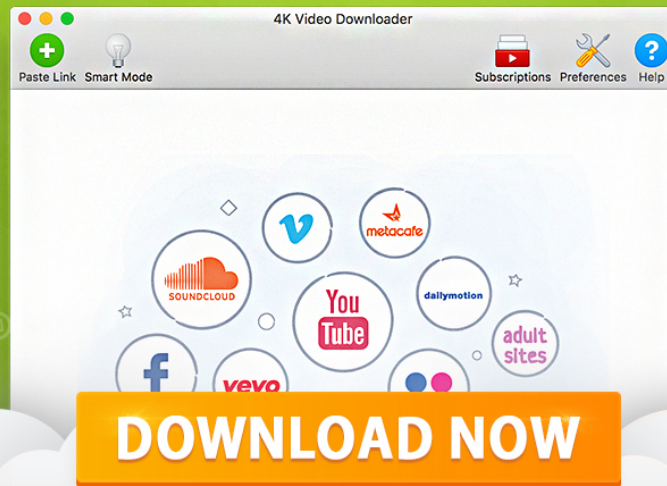 4K Video Downloader
Paste Link Smart Mode Subscriptions Preferences Help
metacafe
SOUNDCLOUD
You
Tube
dailymotion
adult
sites
vevo
DOWNLOAD NOW